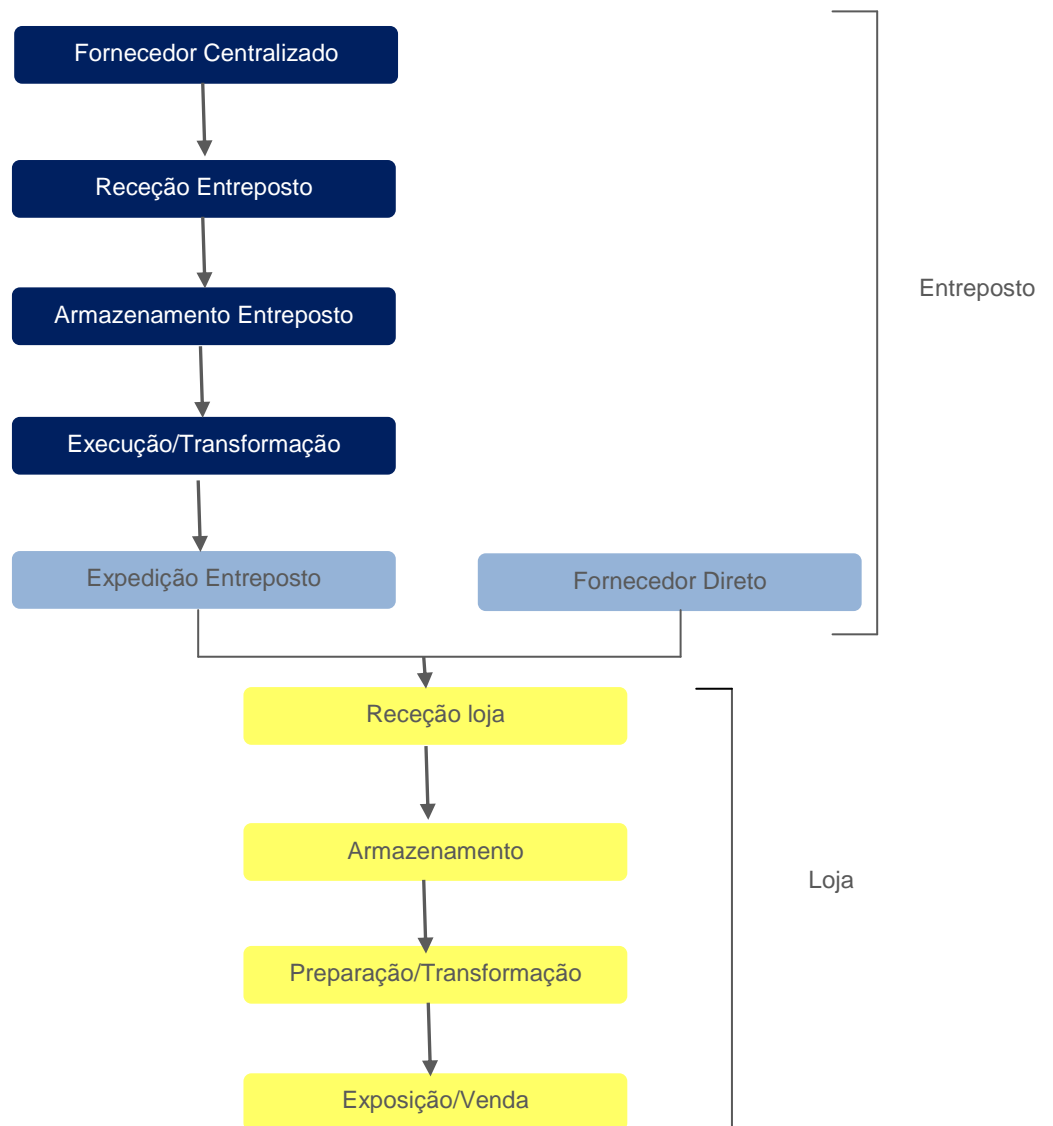 Fornecedor Centralizado
Receção Entreposto
Entreposto
Armazenamento Entreposto
Execução/Transformação
Expedição Entreposto
Fornecedor Direto
Receção loja
Armazenamento
Loja
Preparação/Transformação
Exposição/Venda